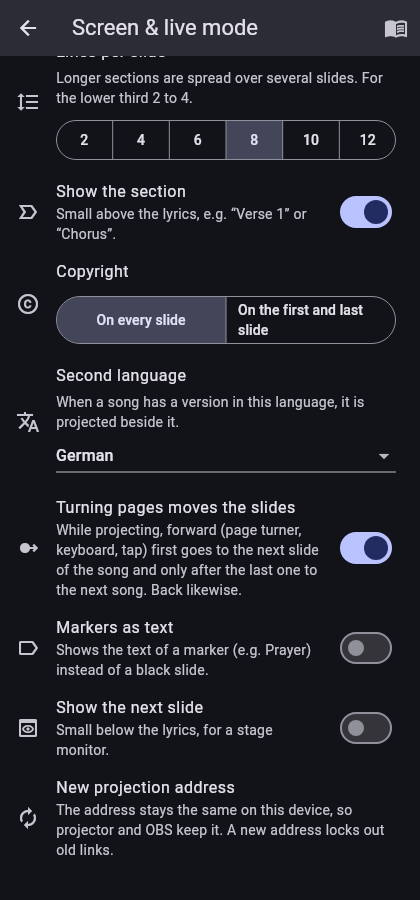 Screen & live mode
Lines per slide
Longer sections are spread over several slides. For
the lower third 2 to 4.
2 4 6 8 10 12
Show the section
Small above the lyrics, e.g. “Verse 1” or
“Chorus”.
Copyright
On every slide
On the first and last
slide
Second language
When a song has a version in this language, it is
projected beside it.
German
Turning pages moves the slides
While projecting, forward (page turner,
keyboard, tap) first goes to the next slide
of the song and only after the last one to
the next song. Back likewise.
Markers as text
Shows the text of a marker (e.g. Prayer)
instead of a black slide.
Show the next slide
Small below the lyrics, for a stage
monitor.
New projection address
The address stays the same on this device, so
projector and OBS keep it. A new address locks out
old links.